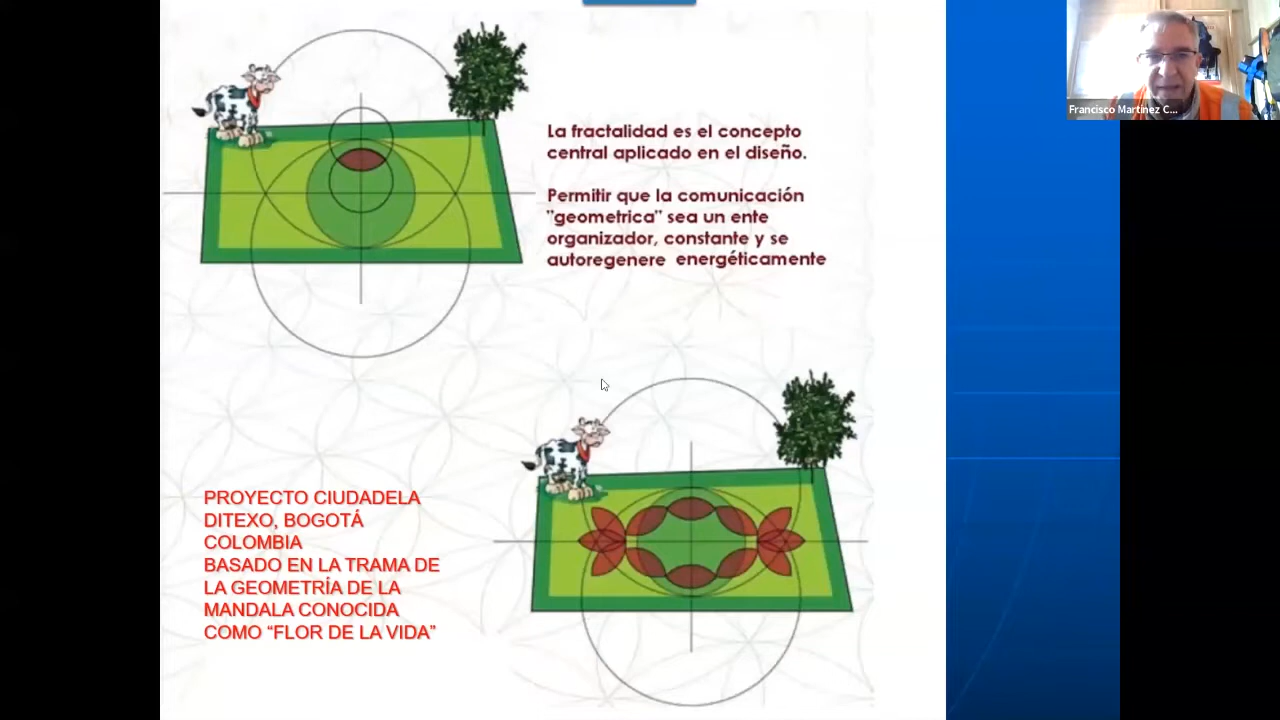 Francisco Martínez C...
La fractalidad es el concepto
central aplicado en el diseño.
Permitir que la comunicación
"geometrica" sea un ente
organizador, constante y se
autoregenere energéticamente
PROYECTO CIUDADELA
DITEXO, BOGOTÁ
COLOMBIA
BASADO EN LA TRAMA DE
LA GEOMETRÍA DE LA
MANDALA CONOCIDA
COMO “FLOR DE LA VIDA”